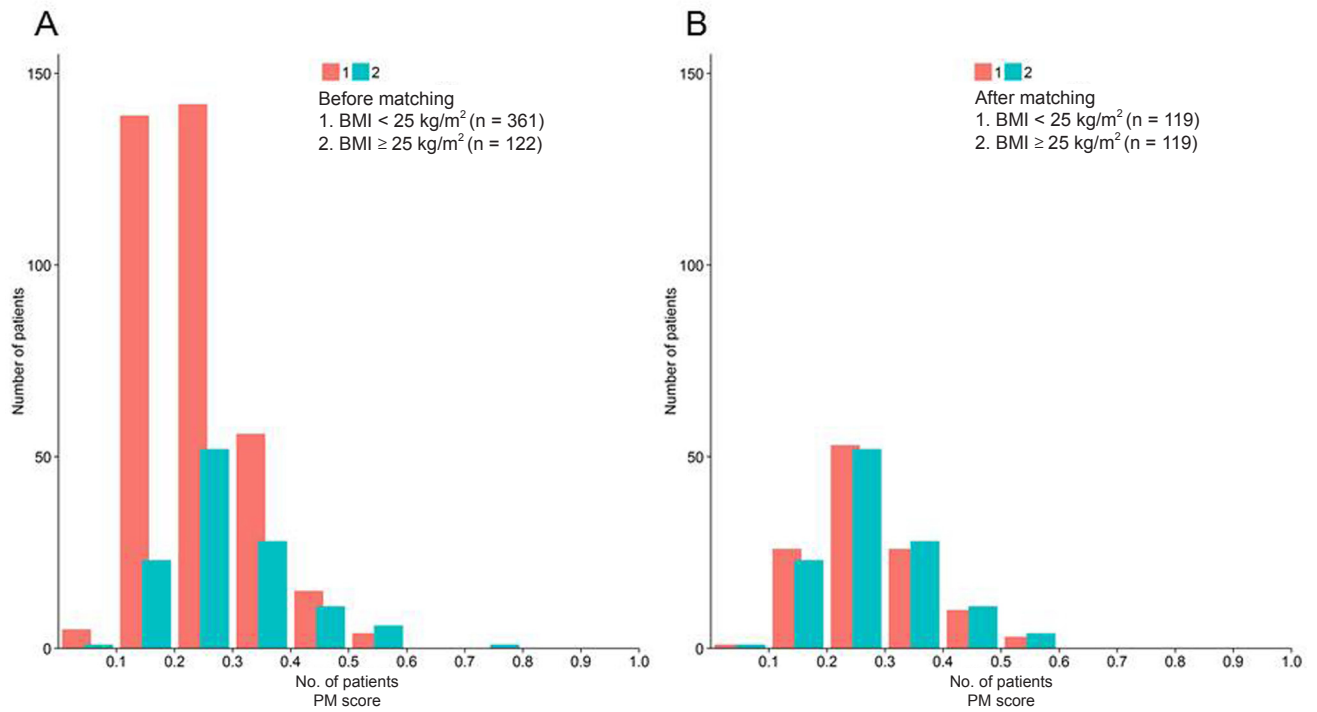 A
1 2
Before matching
1. BMI < 25 kg/m² (n = 361)
2. BMI ≥ 25 kg/m² (n = 122)
150
100
50
0
Number of patients
0.1 0.2 0.3 0.4 0.5 0.6 0.7 0.8 0.9 1.0
No. of patients
PM score
B
1 2
After matching
1. BMI < 25 kg/m² (n = 119)
2. BMI ≥ 25 kg/m² (n = 119)
150
100
50
0
Number of patients
0.1 0.2 0.3 0.4 0.5 0.6 0.7 0.8 0.9 1.0
No. of patients
PM score